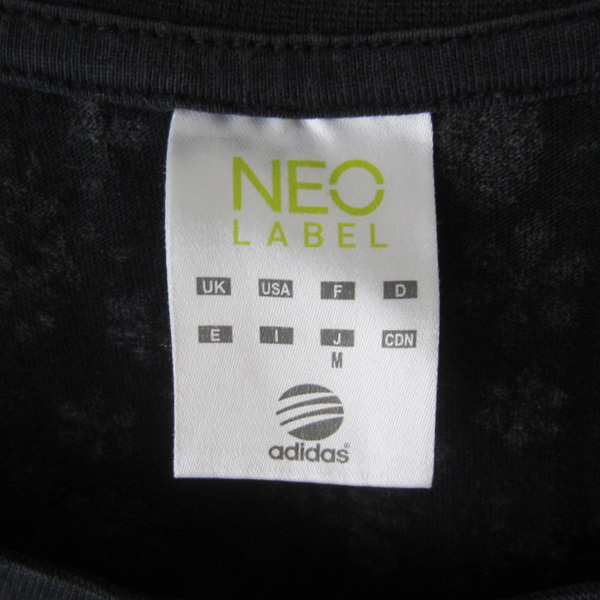 NEO
LABEL
UK USA F D
E I J CDN
M
adidas®